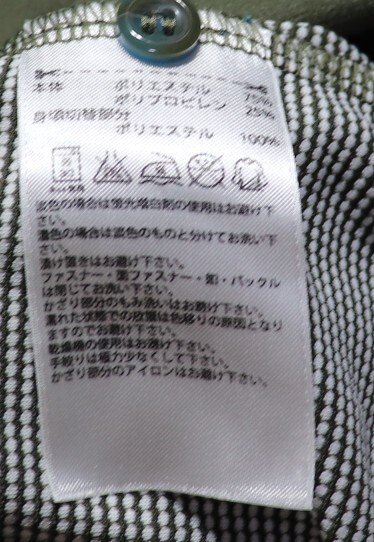 本体 ポリエステル 75%
ポリプロピレン 25%
身頃切替部分
ポリエステル 100%
淡色の場合は蛍光増白剤の使用はお避け下
さい。
濃色の場合は淡色のものと分けてお洗い下
さい。
漬け置きはお避け下さい。
ファスナー・面ファスナー・釦・バックル
は閉じてお洗い下さい。
かざり部分のもみ洗いはお避け下さい。
濡れた状態での放置は色移りの原因となり
ますのでお避け下さい。
乾燥機の使用はお避け下さい。
手絞りは極力少なくして下さい。
かざり部分のアイロンはお避け下さい。